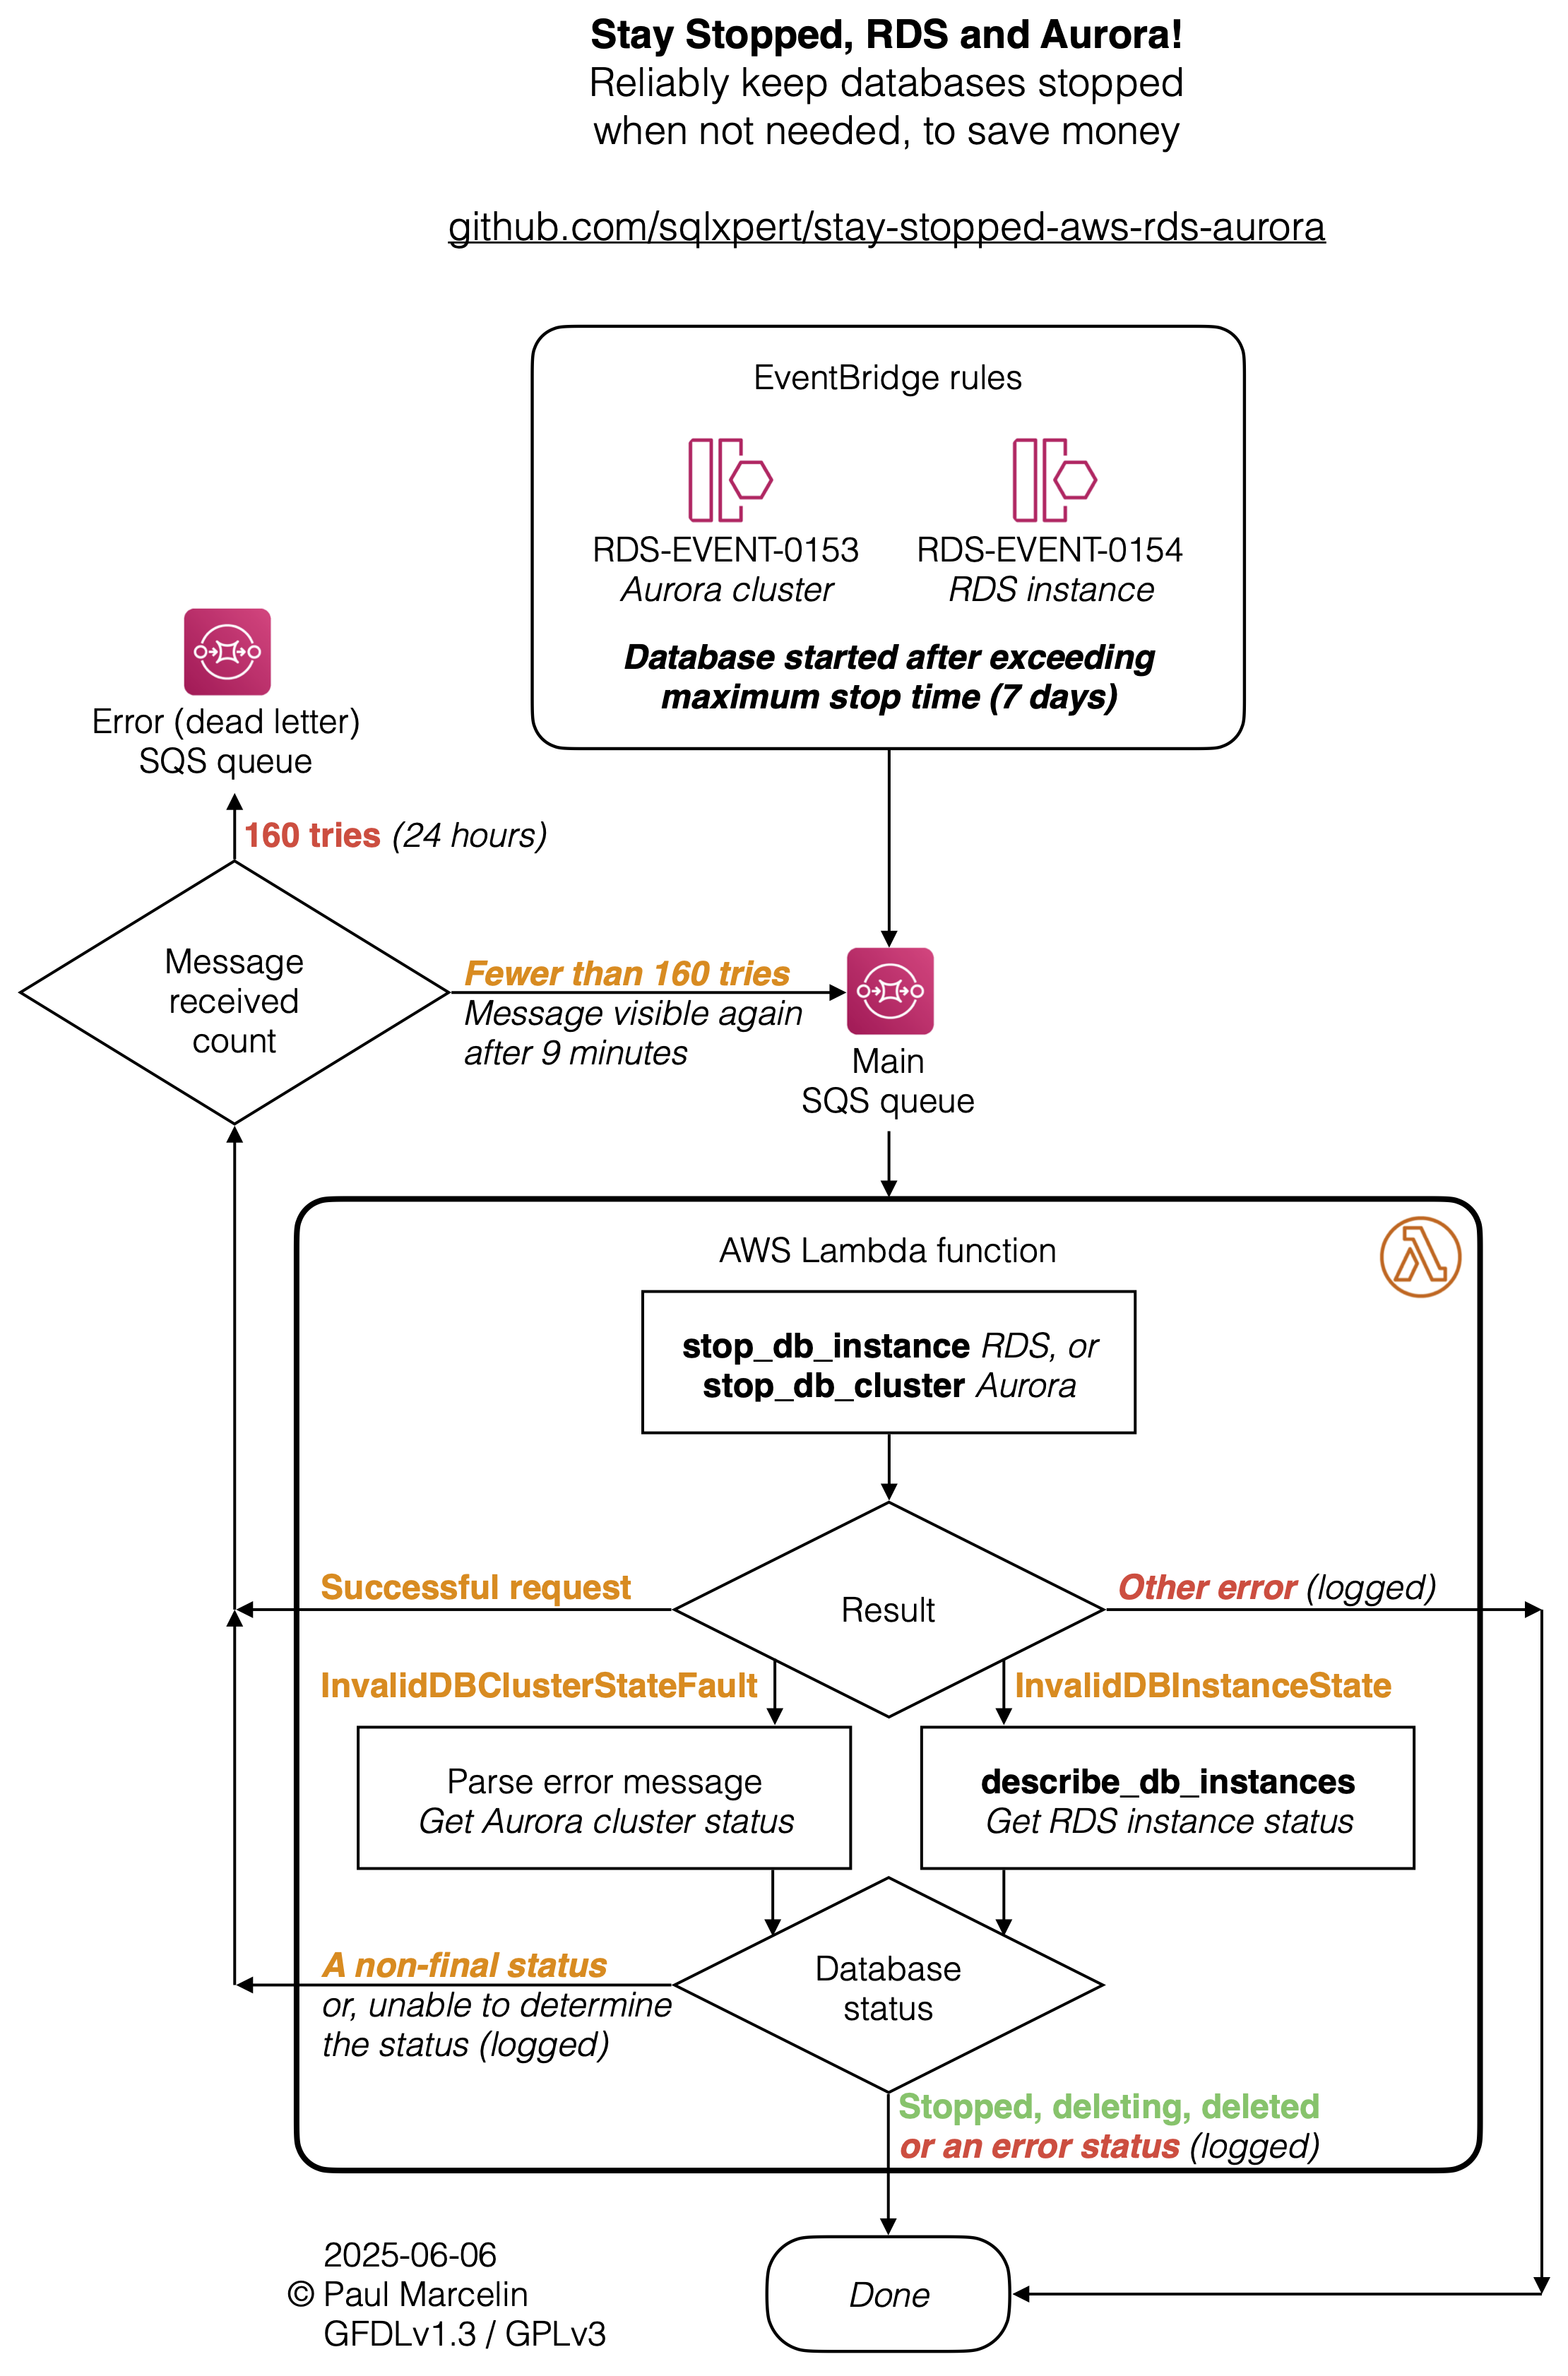 Stay Stopped, RDS and Aurora!
Reliably keep databases stopped
when not needed, to save money
github.com/sqlxpert/stay-stopped-aws-rds-aurora
EventBridge rules
RDS-EVENT-0153
Aurora cluster
RDS-EVENT-0154
RDS instance
Database started after exceeding
maximum stop time (7 days)
Error (dead letter)
SQS queue
160 tries (24 hours)
Message
received
count
Fewer than 160 tries
Message visible again
after 9 minutes
Main
SQS queue
AWS Lambda function
stop_db_instance RDS, or
stop_db_cluster Aurora
Result
Successful request
Other error (logged)
InvalidDBClusterStateFault
InvalidDBInstanceState
Parse error message
Get Aurora cluster status
describe_db_instances
Get RDS instance status
Database
status
A non-final status
or, unable to determine
the status (logged)
Stopped, deleting, deleted
or an error status (logged)
Done
2025-06-06
© Paul Marcelin
GFDLv1.3 / GPLv3